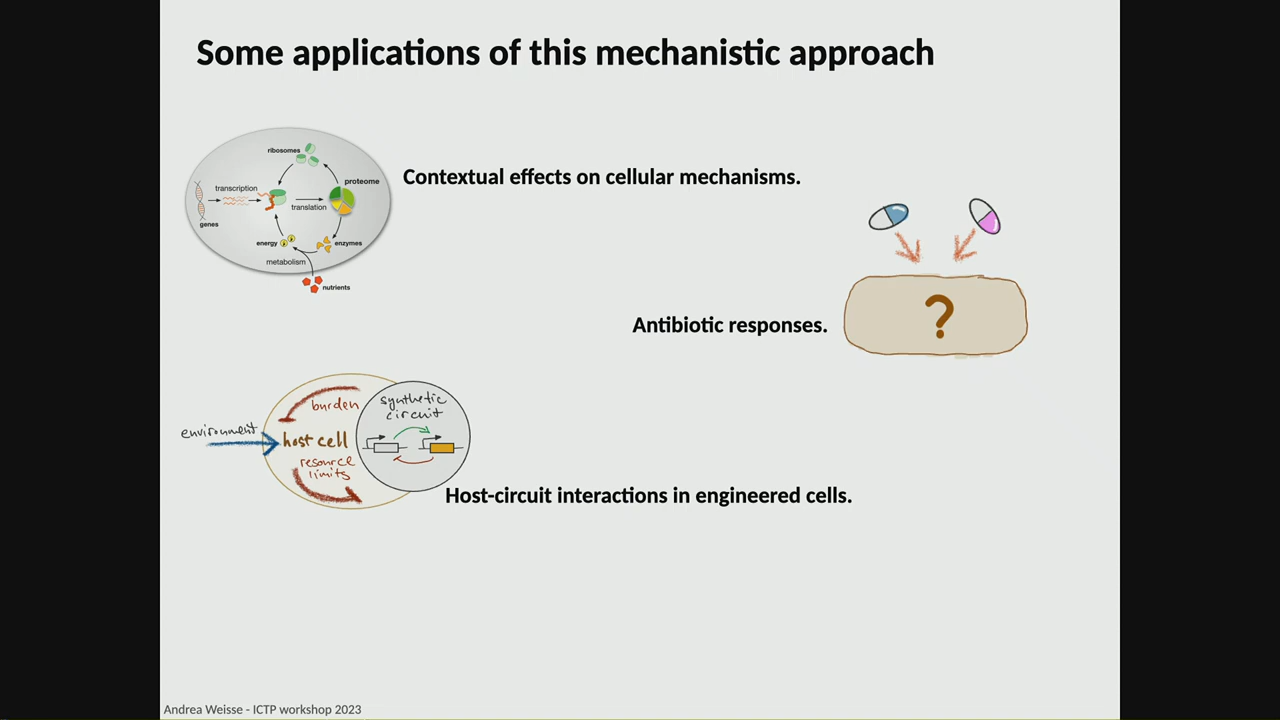 Some applications of this mechanistic approach
ribosomes
transcription
proteome
translation
genes
energy
enzymes
metabolism
nutrients
Contextual effects on cellular mechanisms.
Antibiotic responses.
?
environment
burden
host cell
resource
limits
synthetic
circuit
Host-circuit interactions in engineered cells.
Andrea Weisse - ICTP workshop 2023